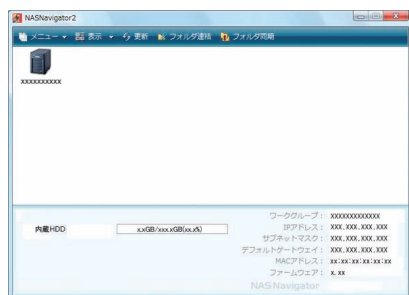 NASNavigator2
メニュー 表示 更新 フォルダ連結 フォルダ同期
xxxxxxxxxx
内蔵HDD x.xGB/xxx.xGB(xx.x%)
ワークグループ: XXXXXXXXXXXXX
IPアドレス: XXX.XXX.XXX.XXX
サブネットマスク: XXX.XXX.XXX.XXX
デフォルトゲートウェイ: XXX.XXX.XXX.XXX
MACアドレス: xx:xx:xx:xx:xx:xx
ファームウェア: x.xx
NAS Navigator